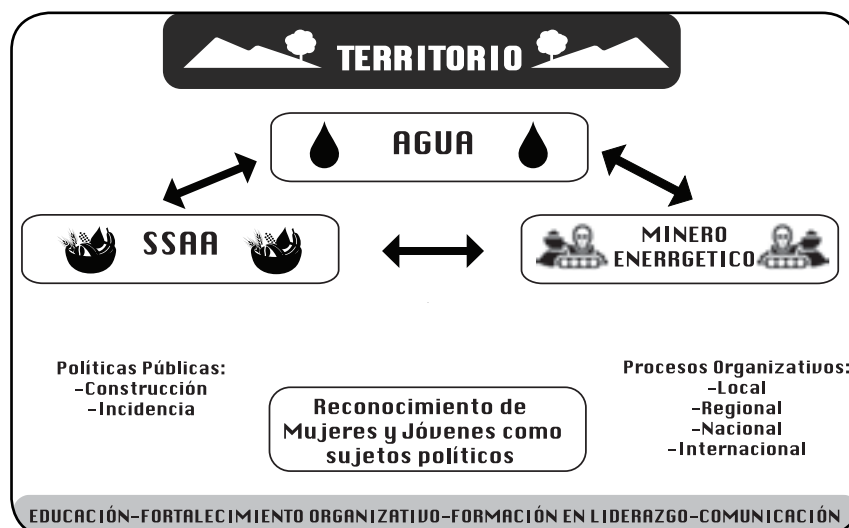 TERRITORIO
AGUA
SSAA
MINERO
ENERRGETICO
Políticas Públicas:
-Construcción
-Incidencia
Reconocimiento de
Mujeres y Jóvenes como
sujetos políticos
Procesos Organizativos:
-Local
-Regional
-Nacional
-Internacional
EDUCACIÓN-FORTALECIMIENTO ORGANIZATIVO-FORMACIÓN EN LIDERAZGO-COMUNICACIÓN